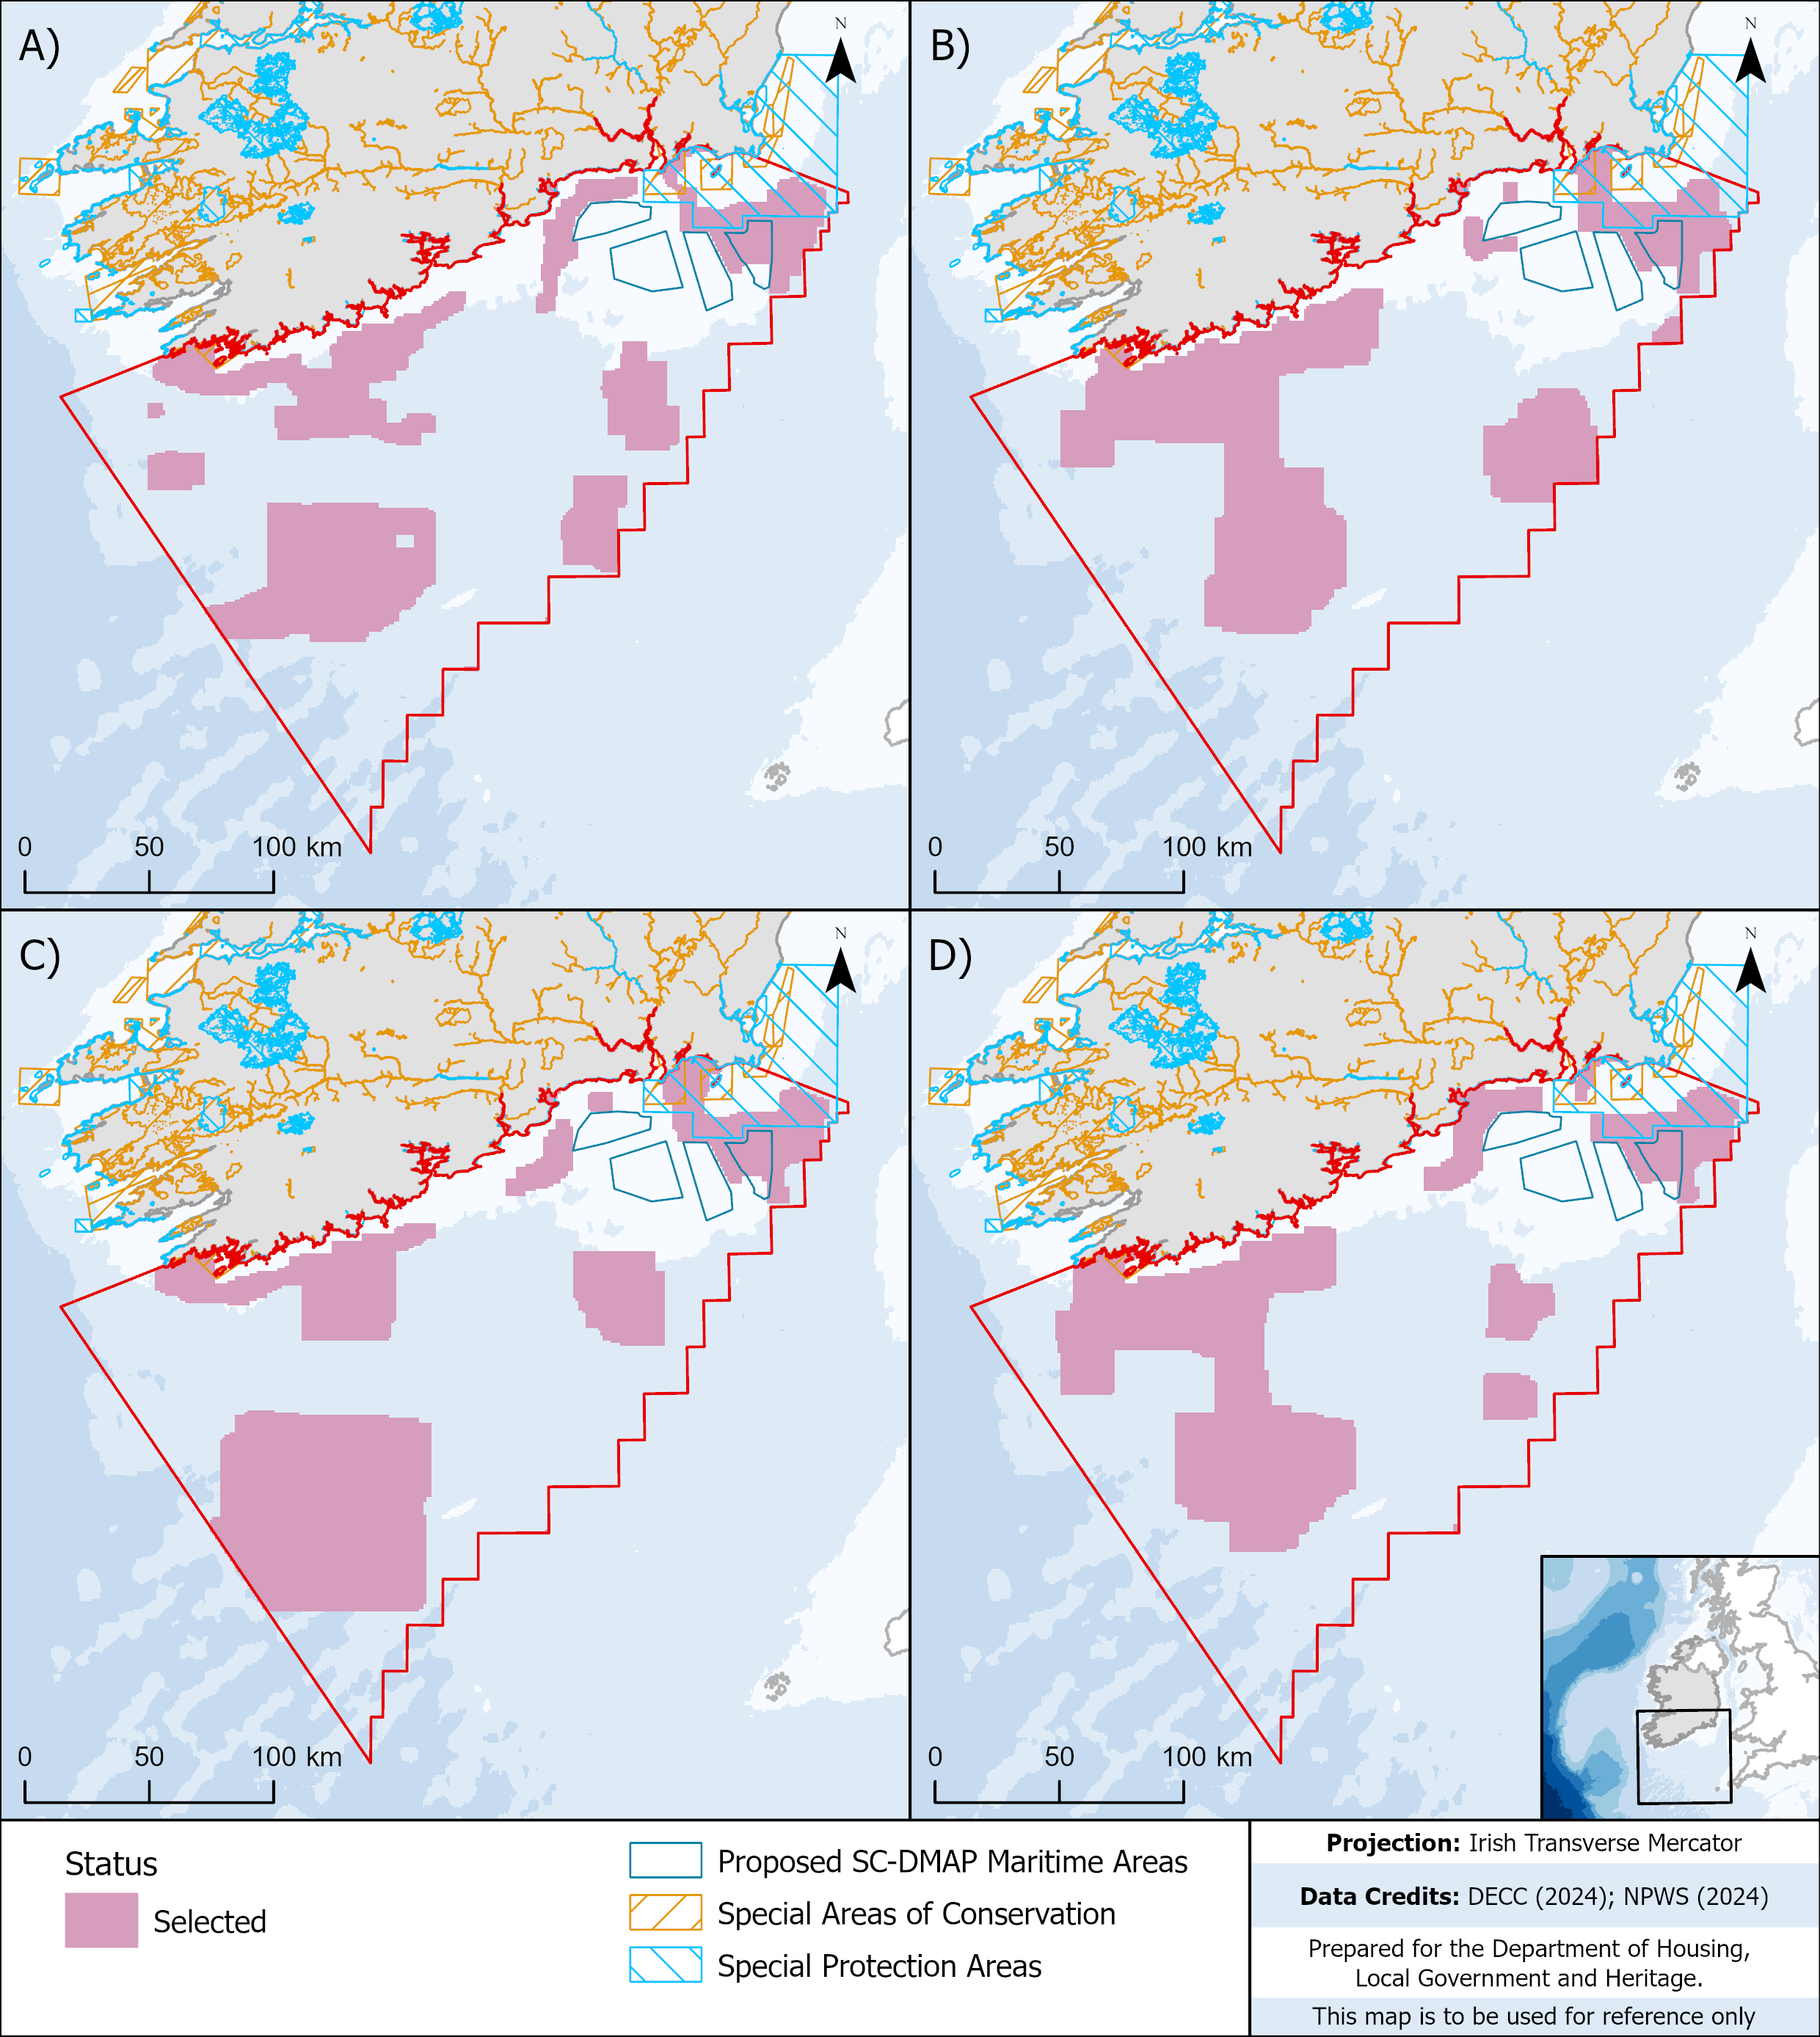 A)
N
0 50 100 km
B)
N
0 50 100 km
C)
N
0 50 100 km
D)
N
0 50 100 km
Status
Selected
Proposed SC-DMAP Maritime Areas
Special Areas of Conservation
Special Protection Areas
Projection: Irish Transverse Mercator
Data Credits: DECC (2024); NPWS (2024)
Prepared for the Department of Housing,
Local Government and Heritage.
This map is to be used for reference only